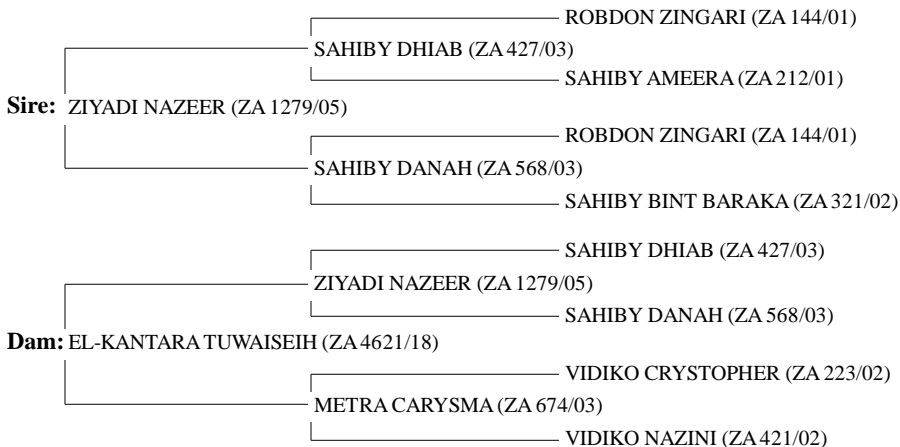 ROBDON ZINGARI (ZA 144/01)
SAHIBY DHIAB (ZA 427/03)
SAHIBY AMEERA (ZA 212/01)
Sire: ZIYADI NAZEER (ZA 1279/05)
ROBDON ZINGARI (ZA 144/01)
SAHIBY DANAH (ZA 568/03)
SAHIBY BINT BARAKA (ZA 321/02)
SAHIBY DHIAB (ZA 427/03)
ZIYADI NAZEER (ZA 1279/05)
SAHIBY DANAH (ZA 568/03)
Dam: EL-KANTARA TUWAISEIH (ZA 4621/18)
VIDIKO CRYSTOPHER (ZA 223/02)
METRA CARYSMA (ZA 674/03)
VIDIKO NAZINI (ZA 421/02)